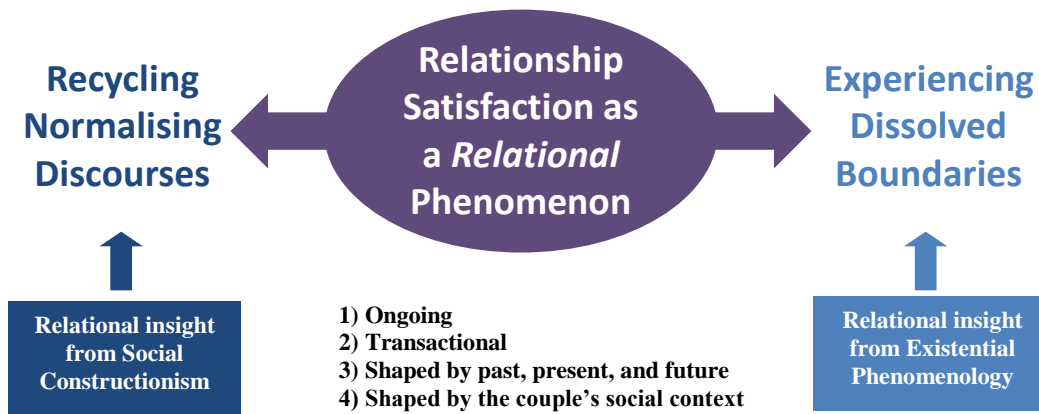 Recycling
Normalising
Discourses
Relationship
Satisfaction as
a Relational
Phenomenon
Experiencing
Dissolved
Boundaries
Relational insight
from Social
Constructionism
1) Ongoing
2) Transactional
3) Shaped by past, present, and future
4) Shaped by the couple's social context
Relational insight
from Existential
Phenomenology